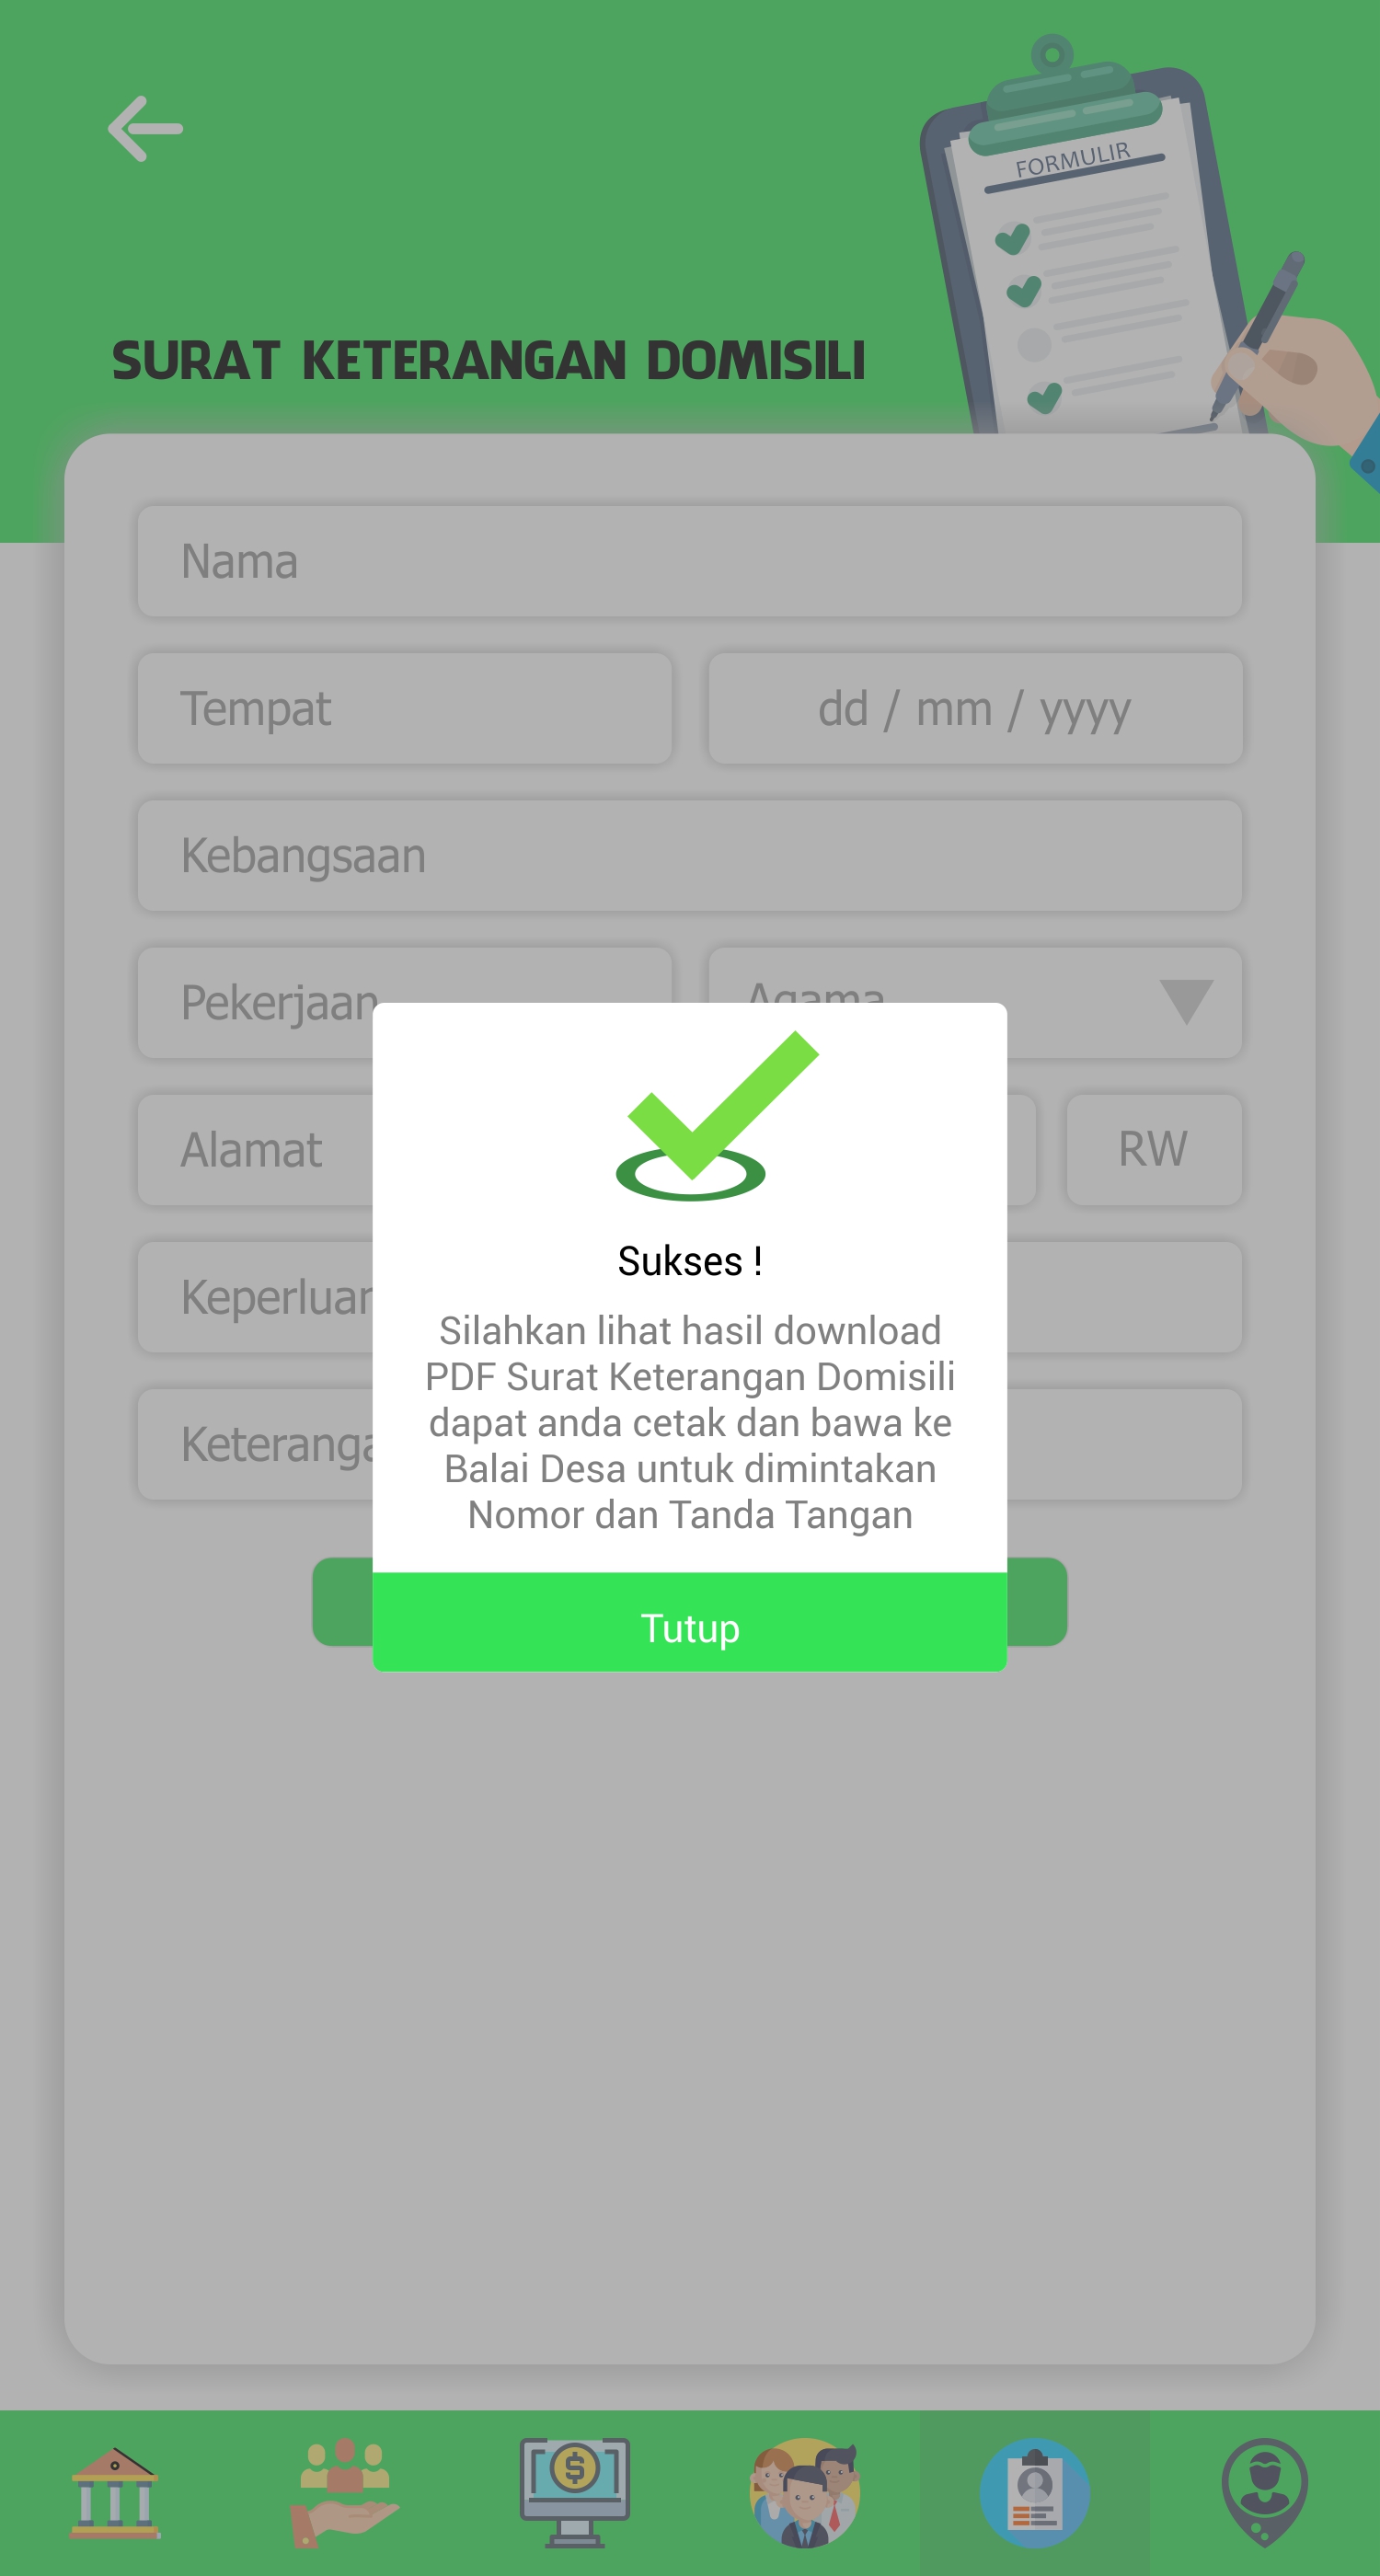 FORMULIR
SURAT KETERANGAN DOMISILI
Nama
Tempat
dd / mm / yyyy
Kebangsaan
Pekerjaan
Agama
Alamat
RW
Sukses !
Silahkan lihat hasil download
PDF Surat Keterangan Domisili
dapat anda cetak dan bawa ke
Balai Desa untuk dimintakan
Nomor dan Tanda Tangan
Tutup